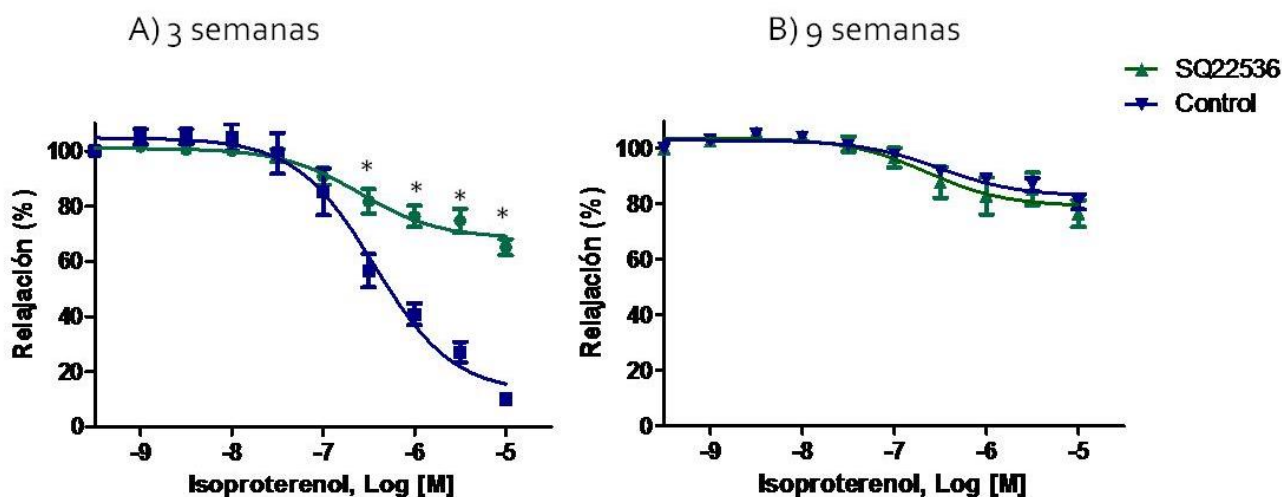 A) 3 semanas
B) 9 semanas
SQ22536
Control
Relajación (%)
100
80
60
40
20
0
* * * *
-9 -8 -7 -6 -5
Isoproterenol, Log [M]
Relajación (%)
100
80
60
40
20
0
-9 -8 -7 -6 -5
Isoproterenol, Log [M]